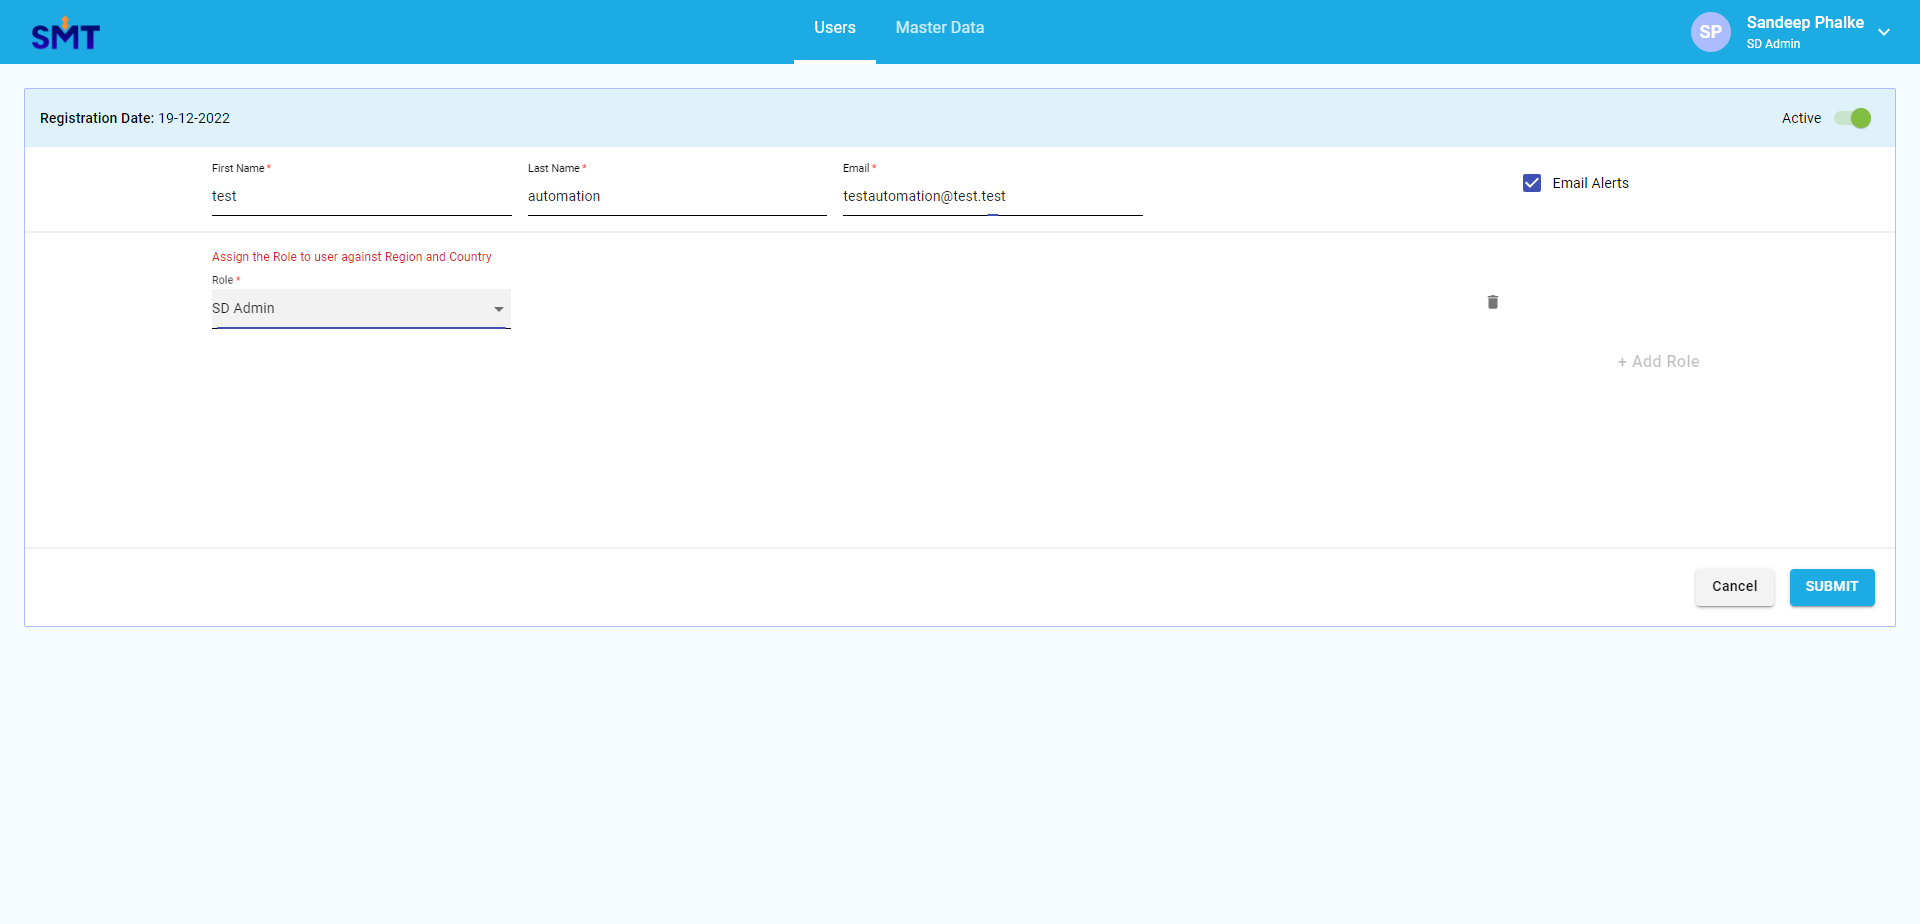 SMT
Users
Master Data
SP
Sandeep Phalke
SD Admin
Registration Date: 19-12-2022
Active
First Name *
Last Name *
Email *
test
automation
testautomation@test.test
Email Alerts
Assign the Role to user against Region and Country
Role *
SD Admin
+ Add Role
Cancel
SUBMIT